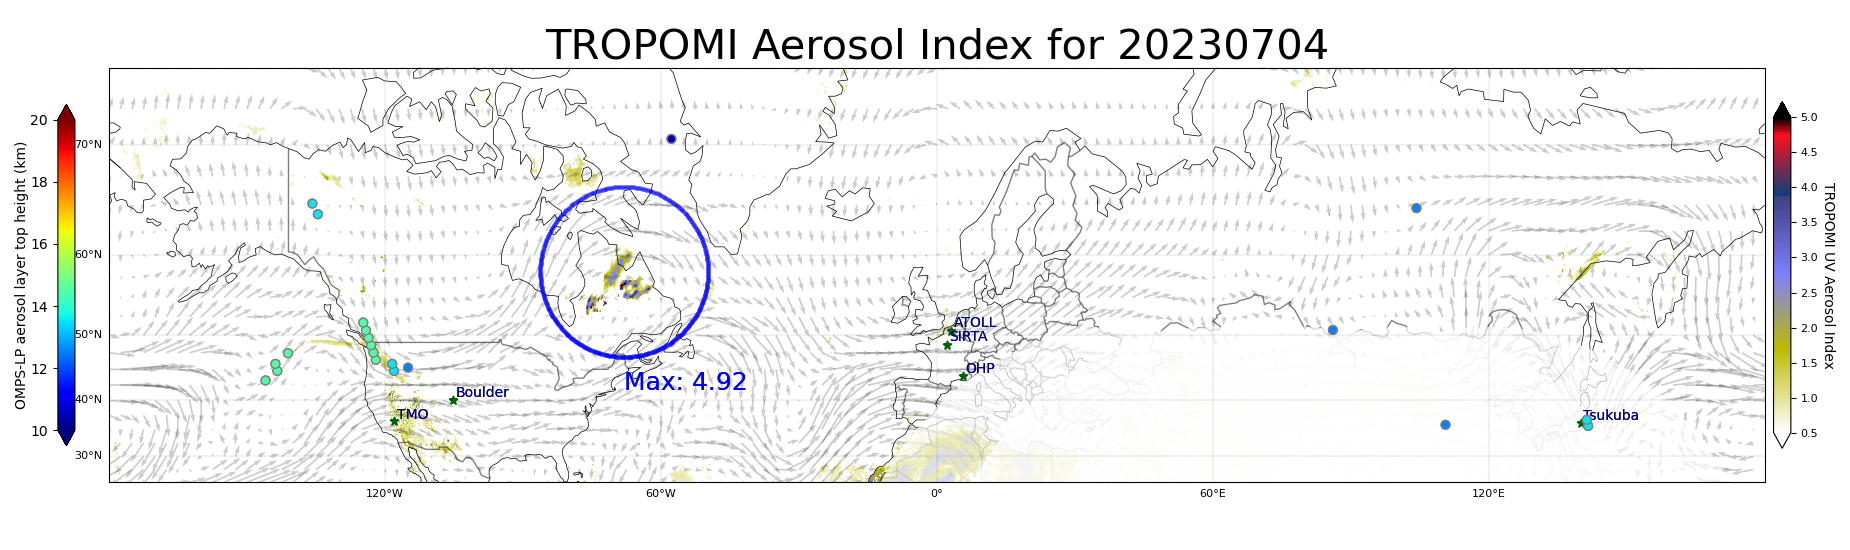 TROPOMI Aerosol Index for 20230704
OMPS-LP aerosol layer top height (km)
20
18
16
14
12
10
70°N
60°N
50°N
40°N
30°N
120°W
60°W
0°
60°E
120°E
ATOLL
SIRTA
OHP
Max: 4.92
Boulder
TMO
Tsukuba
5.0
4.5
4.0
3.5
3.0
2.5
2.0
1.5
1.0
0.5
TROPOMI UV Aerosol Index